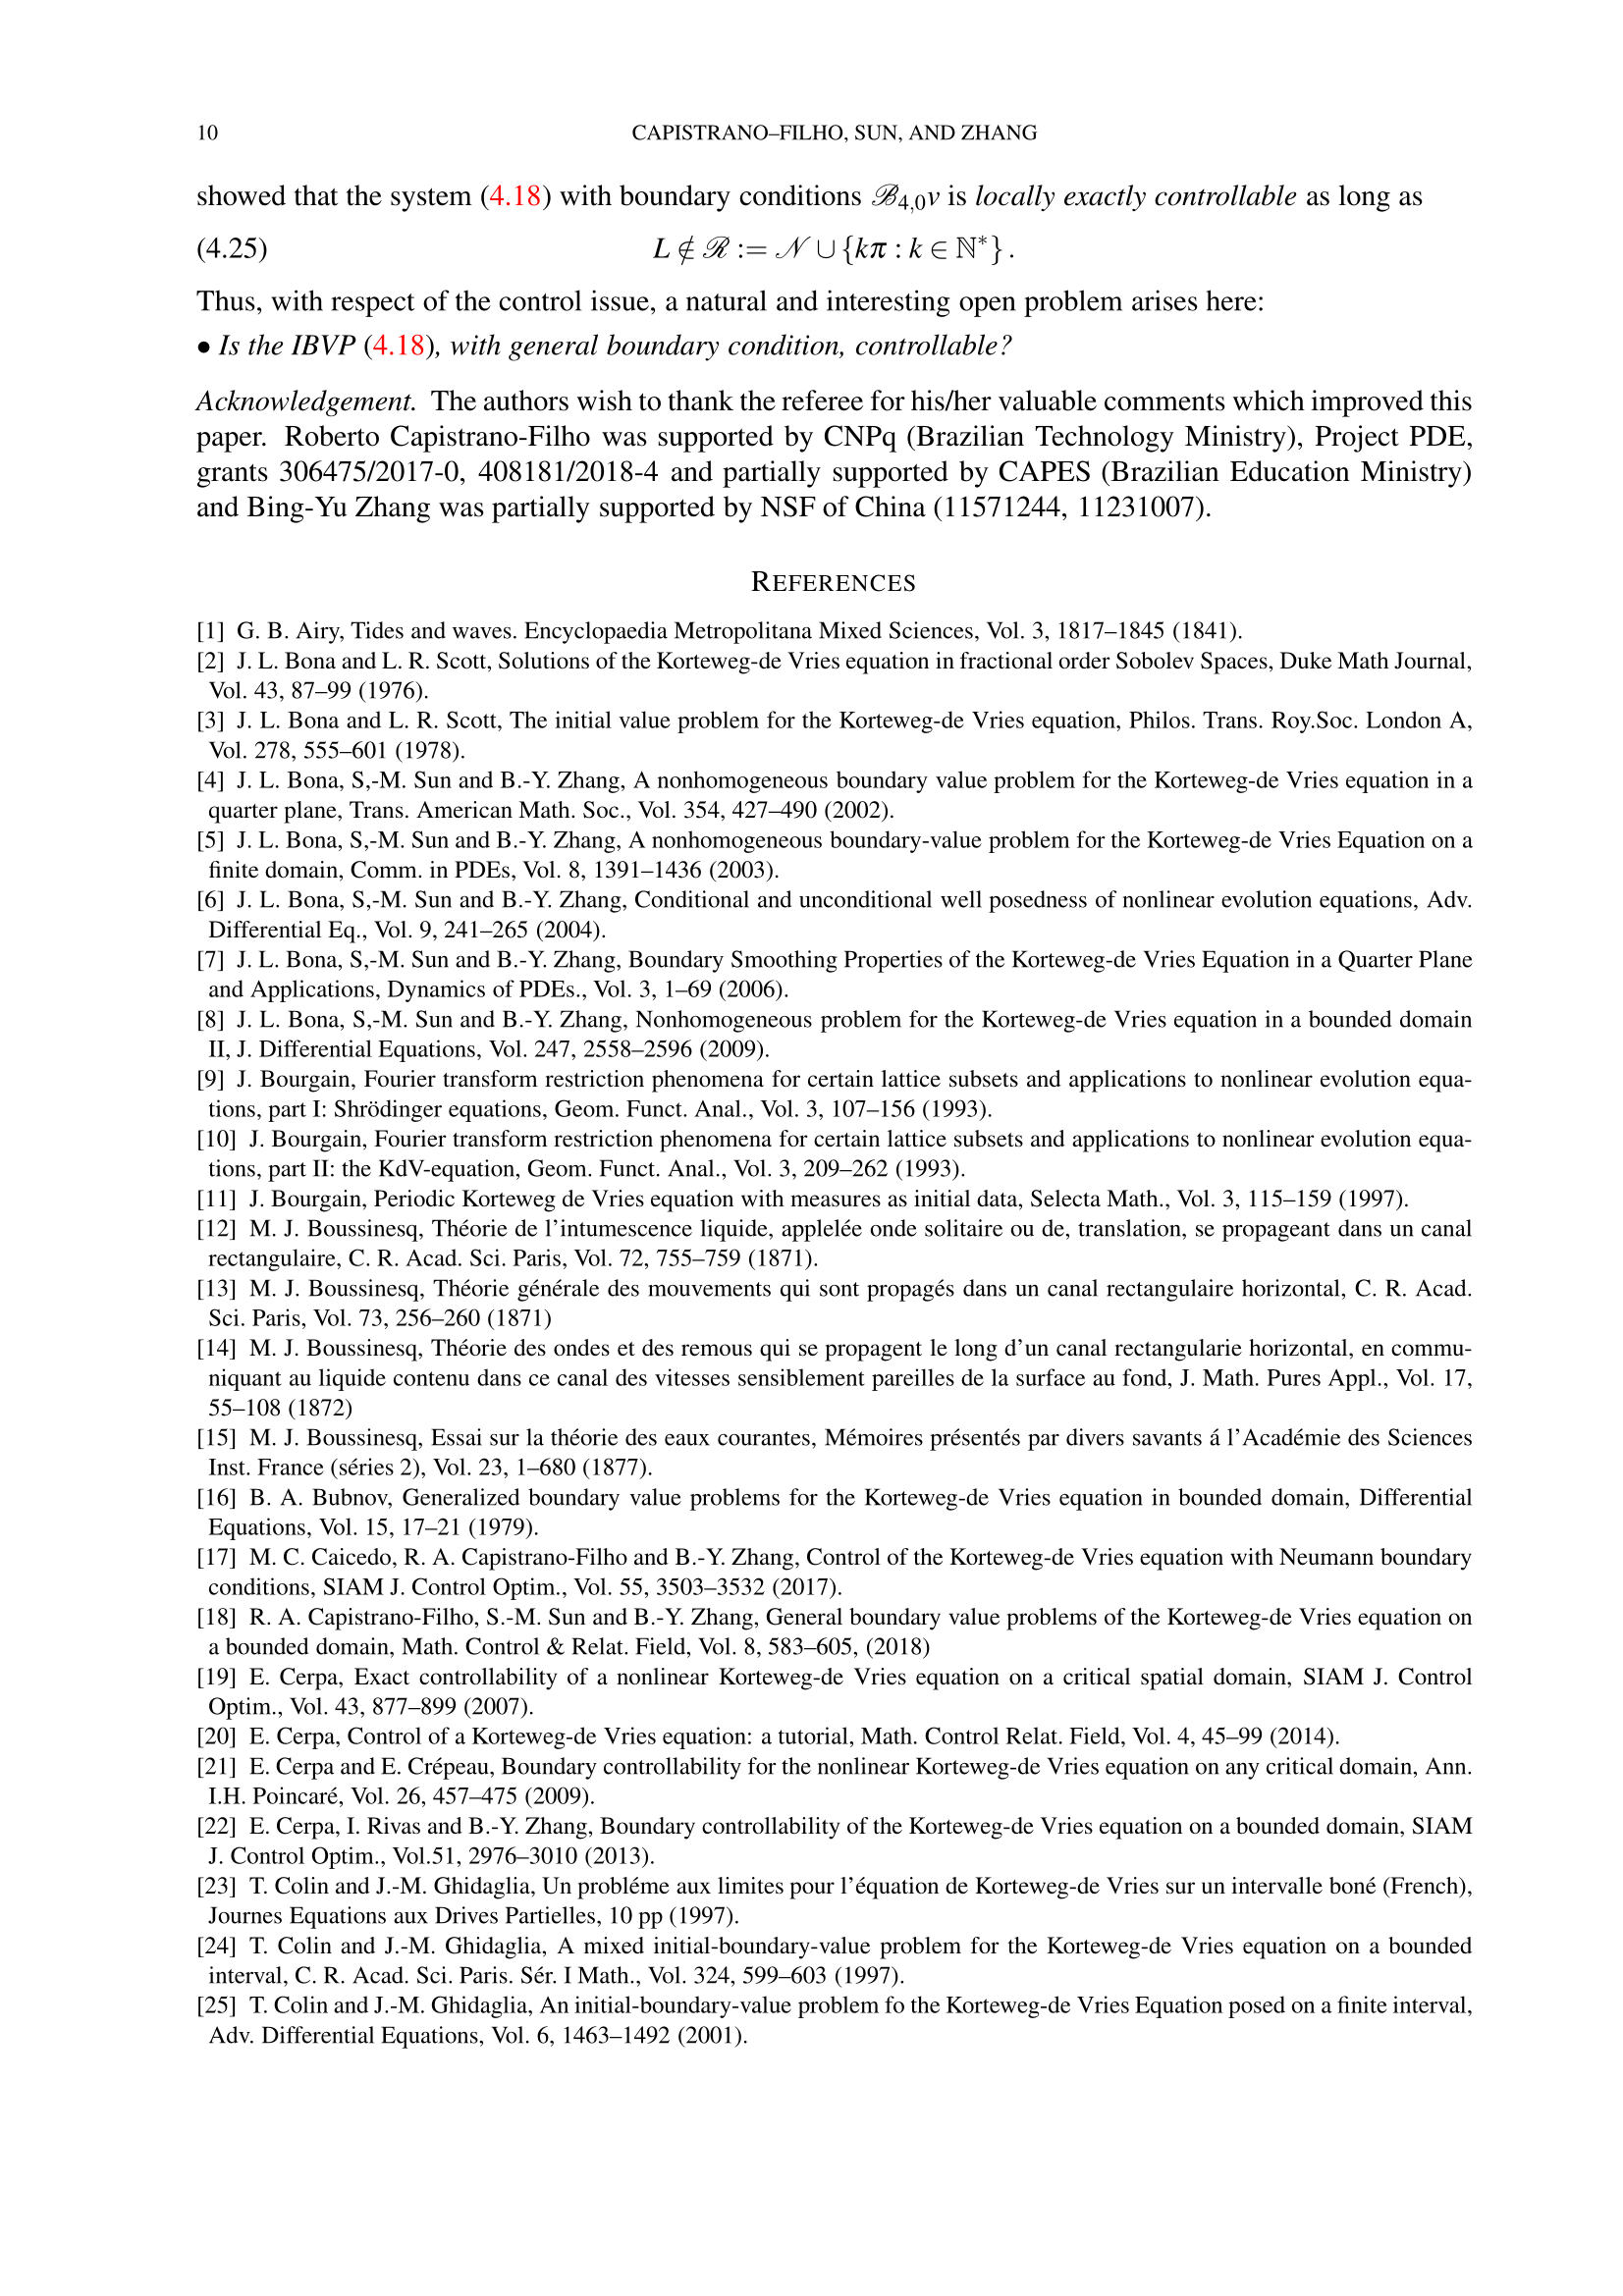 10
CAPISTRANO–FILHO, SUN, AND ZHANG
showed that the system (4.18) with boundary conditions ℬ₄,₀v is locally exactly controllable as long as
(4.25) L ∉ ℛ := 𝒩 ∪ {kπ : k ∈ ℕ*} .
Thus, with respect of the control issue, a natural and interesting open problem arises here:
• Is the IBVP (4.18), with general boundary condition, controllable?
Acknowledgement. The authors wish to thank the referee for his/her valuable comments which improved this
paper. Roberto Capistrano-Filho was supported by CNPq (Brazilian Technology Ministry), Project PDE,
grants 306475/2017-0, 408181/2018-4 and partially supported by CAPES (Brazilian Education Ministry)
and Bing-Yu Zhang was partially supported by NSF of China (11571244, 11231007).
REFERENCES
[1] G. B. Airy, Tides and waves. Encyclopaedia Metropolitana Mixed Sciences, Vol. 3, 1817–1845 (1841).
[2] J. L. Bona and L. R. Scott, Solutions of the Korteweg-de Vries equation in fractional order Sobolev Spaces, Duke Math Journal,
Vol. 43, 87–99 (1976).
[3] J. L. Bona and L. R. Scott, The initial value problem for the Korteweg-de Vries equation, Philos. Trans. Roy.Soc. London A,
Vol. 278, 555–601 (1978).
[4] J. L. Bona, S,-M. Sun and B.-Y. Zhang, A nonhomogeneous boundary value problem for the Korteweg-de Vries equation in a
quarter plane, Trans. American Math. Soc., Vol. 354, 427–490 (2002).
[5] J. L. Bona, S,-M. Sun and B.-Y. Zhang, A nonhomogeneous boundary-value problem for the Korteweg-de Vries Equation on a
finite domain, Comm. in PDEs, Vol. 8, 1391–1436 (2003).
[6] J. L. Bona, S,-M. Sun and B.-Y. Zhang, Conditional and unconditional well posedness of nonlinear evolution equations, Adv.
Differential Eq., Vol. 9, 241–265 (2004).
[7] J. L. Bona, S,-M. Sun and B.-Y. Zhang, Boundary Smoothing Properties of the Korteweg-de Vries Equation in a Quarter Plane
and Applications, Dynamics of PDEs., Vol. 3, 1–69 (2006).
[8] J. L. Bona, S,-M. Sun and B.-Y. Zhang, Nonhomogeneous problem for the Korteweg-de Vries equation in a bounded domain
II, J. Differential Equations, Vol. 247, 2558–2596 (2009).
[9] J. Bourgain, Fourier transform restriction phenomena for certain lattice subsets and applications to nonlinear evolution equa-
tions, part I: Shrödinger equations, Geom. Funct. Anal., Vol. 3, 107–156 (1993).
[10] J. Bourgain, Fourier transform restriction phenomena for certain lattice subsets and applications to nonlinear evolution equa-
tions, part II: the KdV-equation, Geom. Funct. Anal., Vol. 3, 209–262 (1993).
[11] J. Bourgain, Periodic Korteweg de Vries equation with measures as initial data, Selecta Math., Vol. 3, 115–159 (1997).
[12] M. J. Boussinesq, Théorie de l'intumescence liquide, applelée onde solitaire ou de, translation, se propageant dans un canal
rectangulaire, C. R. Acad. Sci. Paris, Vol. 72, 755–759 (1871).
[13] M. J. Boussinesq, Théorie générale des mouvements qui sont propagés dans un canal rectangulaire horizontal, C. R. Acad.
Sci. Paris, Vol. 73, 256–260 (1871)
[14] M. J. Boussinesq, Théorie des ondes et des remous qui se propagent le long d'un canal rectangularie horizontal, en commu-
niquant au liquide contenu dans ce canal des vitesses sensiblement pareilles de la surface au fond, J. Math. Pures Appl., Vol. 17,
55–108 (1872)
[15] M. J. Boussinesq, Essai sur la théorie des eaux courantes, Mémoires présentés par divers savants á l'Académie des Sciences
Inst. France (séries 2), Vol. 23, 1–680 (1877).
[16] B. A. Bubnov, Generalized boundary value problems for the Korteweg-de Vries equation in bounded domain, Differential
Equations, Vol. 15, 17–21 (1979).
[17] M. C. Caicedo, R. A. Capistrano-Filho and B.-Y. Zhang, Control of the Korteweg-de Vries equation with Neumann boundary
conditions, SIAM J. Control Optim., Vol. 55, 3503–3532 (2017).
[18] R. A. Capistrano-Filho, S.-M. Sun and B.-Y. Zhang, General boundary value problems of the Korteweg-de Vries equation on
a bounded domain, Math. Control & Relat. Field, Vol. 8, 583–605, (2018)
[19] E. Cerpa, Exact controllability of a nonlinear Korteweg-de Vries equation on a critical spatial domain, SIAM J. Control
Optim., Vol. 43, 877–899 (2007).
[20] E. Cerpa, Control of a Korteweg-de Vries equation: a tutorial, Math. Control Relat. Field, Vol. 4, 45–99 (2014).
[21] E. Cerpa and E. Crépeau, Boundary controllability for the nonlinear Korteweg-de Vries equation on any critical domain, Ann.
I.H. Poincaré, Vol. 26, 457–475 (2009).
[22] E. Cerpa, I. Rivas and B.-Y. Zhang, Boundary controllability of the Korteweg-de Vries equation on a bounded domain, SIAM
J. Control Optim., Vol.51, 2976–3010 (2013).
[23] T. Colin and J.-M. Ghidaglia, Un probléme aux limites pour l'équation de Korteweg-de Vries sur un intervalle boné (French),
Journes Equations aux Drives Partielles, 10 pp (1997).
[24] T. Colin and J.-M. Ghidaglia, A mixed initial-boundary-value problem for the Korteweg-de Vries equation on a bounded
interval, C. R. Acad. Sci. Paris. Sér. I Math., Vol. 324, 599–603 (1997).
[25] T. Colin and J.-M. Ghidaglia, An initial-boundary-value problem fo the Korteweg-de Vries Equation posed on a finite interval,
Adv. Differential Equations, Vol. 6, 1463–1492 (2001).